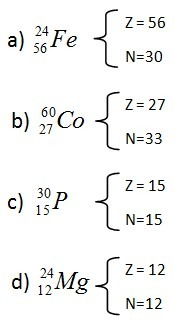 a) ²⁴₅₆Fe { Z = 56
N=30
b) ⁶⁰₂₇Co { Z = 27
N=33
c) ³⁰₁₅P { Z = 15
N=15
d) ²⁴₁₂Mg { Z = 12
N=12